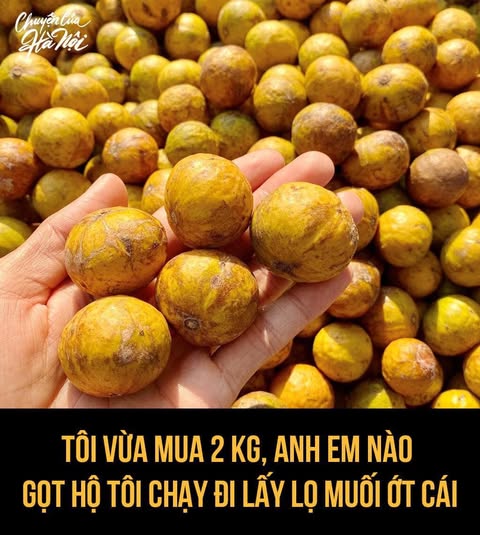 Chuyện Của
Hà Nội
TÔI VỪA MUA 2 KG, ANH EM NÀO
GỌT HỘ TÔI CHẠY ĐI LẤY LỌ MUỐI ỚT CÁI